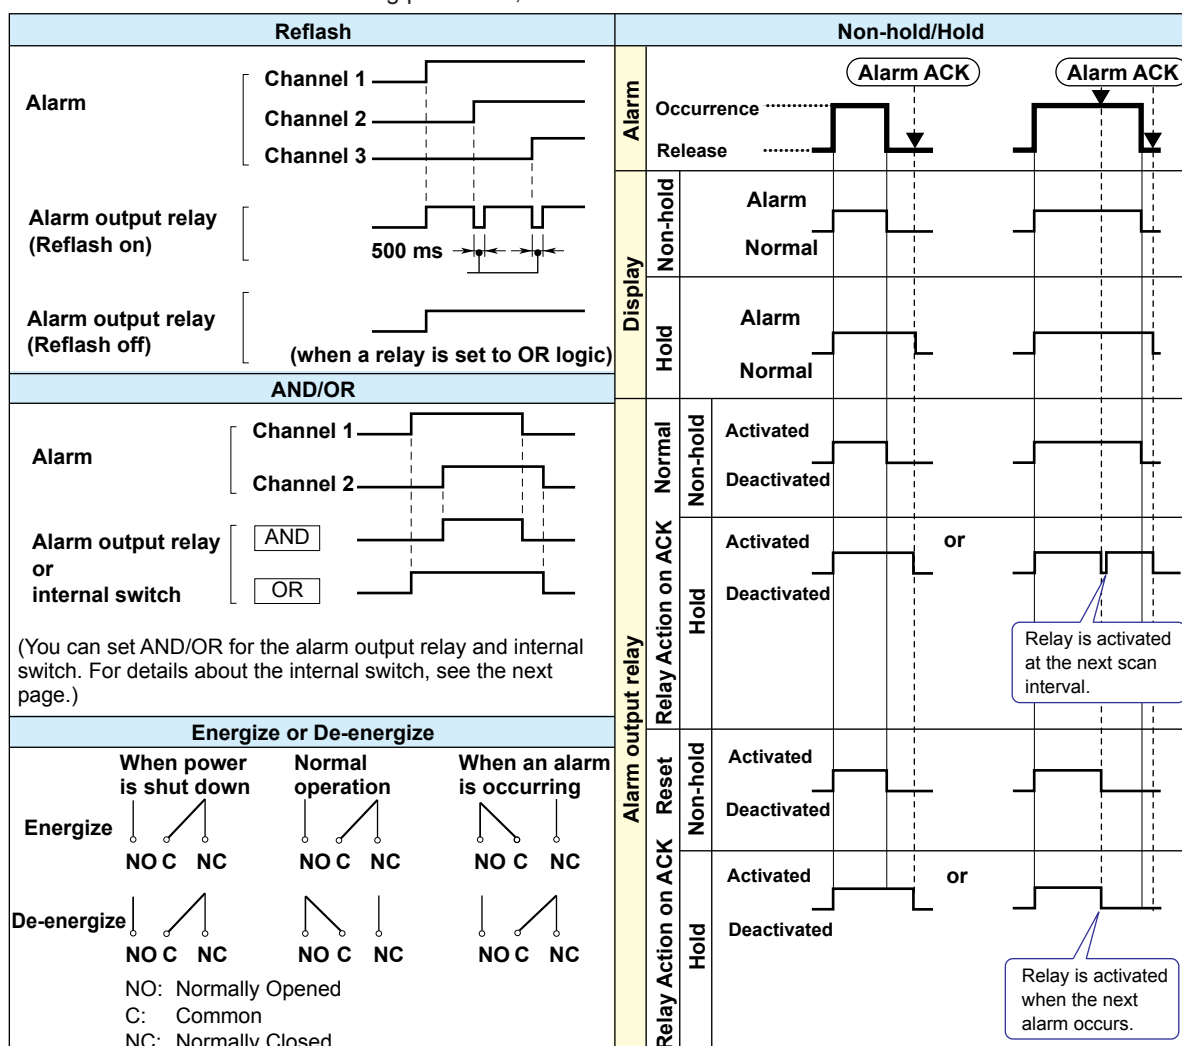 Reflash
Alarm
Channel 1
Channel 2
Channel 3
Alarm output relay
(Reflash on)
500 ms
Alarm output relay
(Reflash off)
(when a relay is set to OR logic)
AND/OR
Alarm
Channel 1
Channel 2
Alarm output relay
or
internal switch
AND
OR
(You can set AND/OR for the alarm output relay and internal
switch. For details about the internal switch, see the next
page.)
Energize or De-energize
When power
is shut down
Normal
operation
When an alarm
is occurring
Energize
NO C NC
NO C NC
NO C NC
De-energize
NO C NC
NO C NC
NO C NC
NO: Normally Opened
C: Common
NC: Normally Closed
Non-hold/Hold
Alarm
Alarm ACK
Alarm ACK
Occurrence
Release
Display
Non-hold
Alarm
Normal
Hold
Alarm
Normal
Alarm output relay
Relay Action on ACK Normal
Non-hold
Activated
Deactivated
Hold
Activated
Deactivated
or
Relay is activated
at the next scan
interval.
Relay Action on ACK Reset
Non-hold
Activated
Deactivated
Hold
Activated
Deactivated
or
Relay is activated
when the next
alarm occurs.